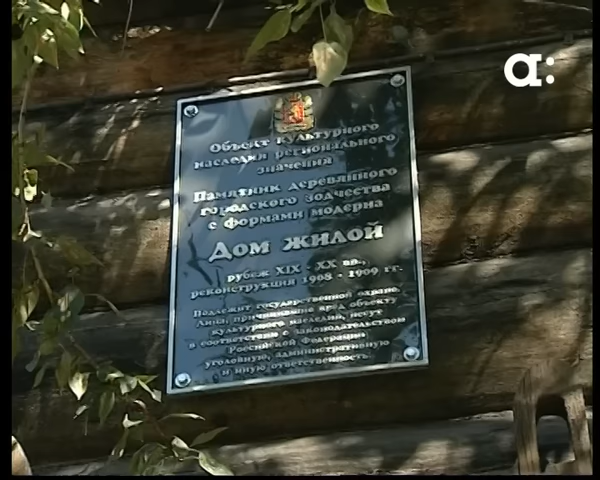 а:
Объект культурного
наследия регионального
значения
Памятник деревянного
городского зодчества
с формами модерна
Дом жилой
рубеж XIX - XX вв.,
реконструкция 1908 - 1909 гг.
Подлежит государственной охране.
Лица, причинившие вред объекту
культурного наследия, несут
в соответствии с законодательством
Российской Федерации
уголовную, административную
и иную ответственность.